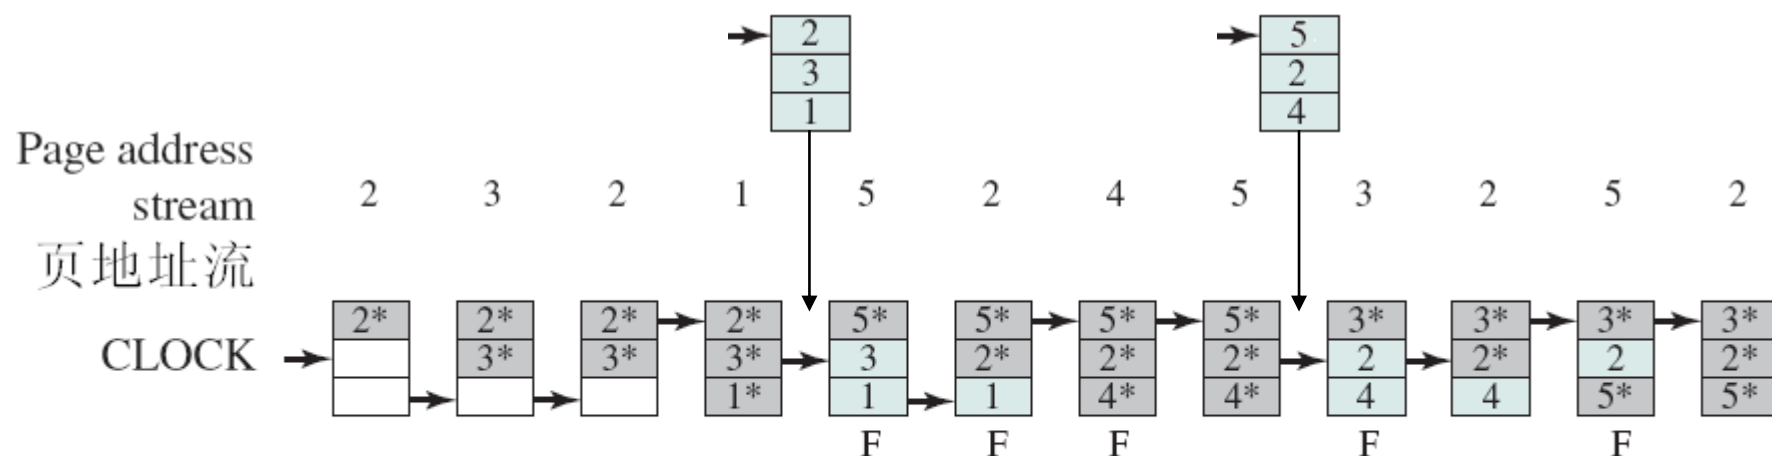 2 5
3 2
1 4
Page address
stream 2 3 2 1 5 2 4 5 3 2 5 2
页地址流
2* 2* 2* 2* 5* 5* 5* 5* 3* 3* 3* 3*
CLOCK 3* 3* 3* 3 2* 2* 2* 2 2* 2 2*
1* 1 1 4* 4* 4 4 5* 5*
F F F F F